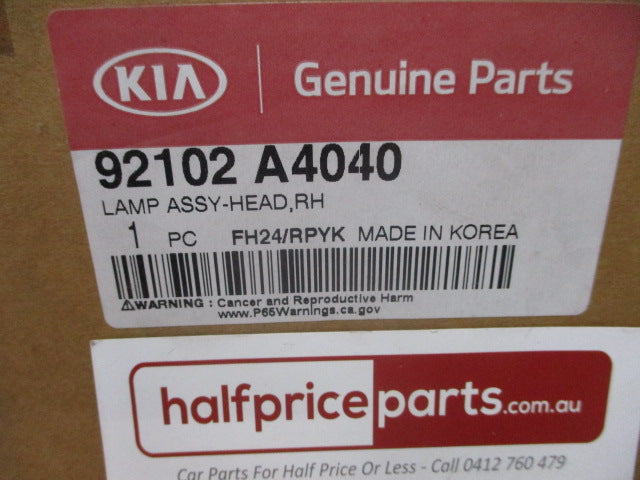 KIA Genuine Parts
92102 A4040
LAMP ASSY-HEAD,RH
1 PC FH24/RPYK MADE IN KOREA
⚠WARNING : Cancer and Reproductive Harm
www.P65Warnings.ca.gov
halfpriceparts.com.au
Car Parts For Half Price Or Less - Call 0412 760 479